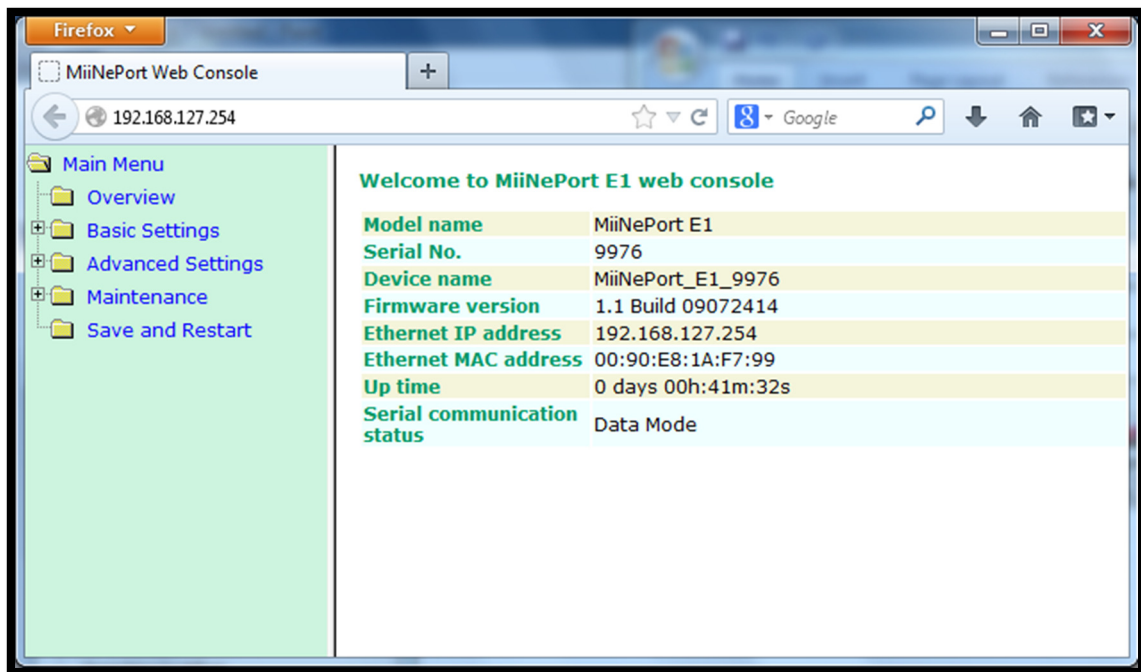 Firefox
MiiNePort Web Console
192.168.127.254
Google
Main Menu
Overview
Basic Settings
Advanced Settings
Maintenance
Save and Restart
Welcome to MiiNePort E1 web console
Model name MiiNePort E1
Serial No. 9976
Device name MiiNePort_E1_9976
Firmware version 1.1 Build 09072414
Ethernet IP address 192.168.127.254
Ethernet MAC address 00:90:E8:1A:F7:99
Up time 0 days 00h:41m:32s
Serial communication
status Data Mode